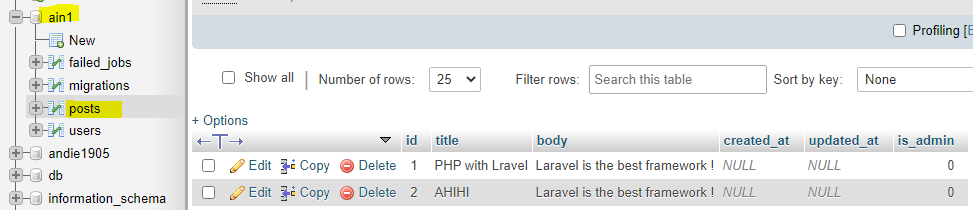 ain1
New
failed_jobs
migrations
posts
users
andie1905
db
information_schema
Profiling [
Show all | Number of rows: 25 Filter rows: Search this table Sort by key: None
+ Options
←T→ id title body created_at updated_at is_admin
Edit Copy Delete 1 PHP with Lravel Laravel is the best framework ! NULL NULL 0
Edit Copy Delete 2 AHIHI Laravel is the best framework ! NULL NULL 0